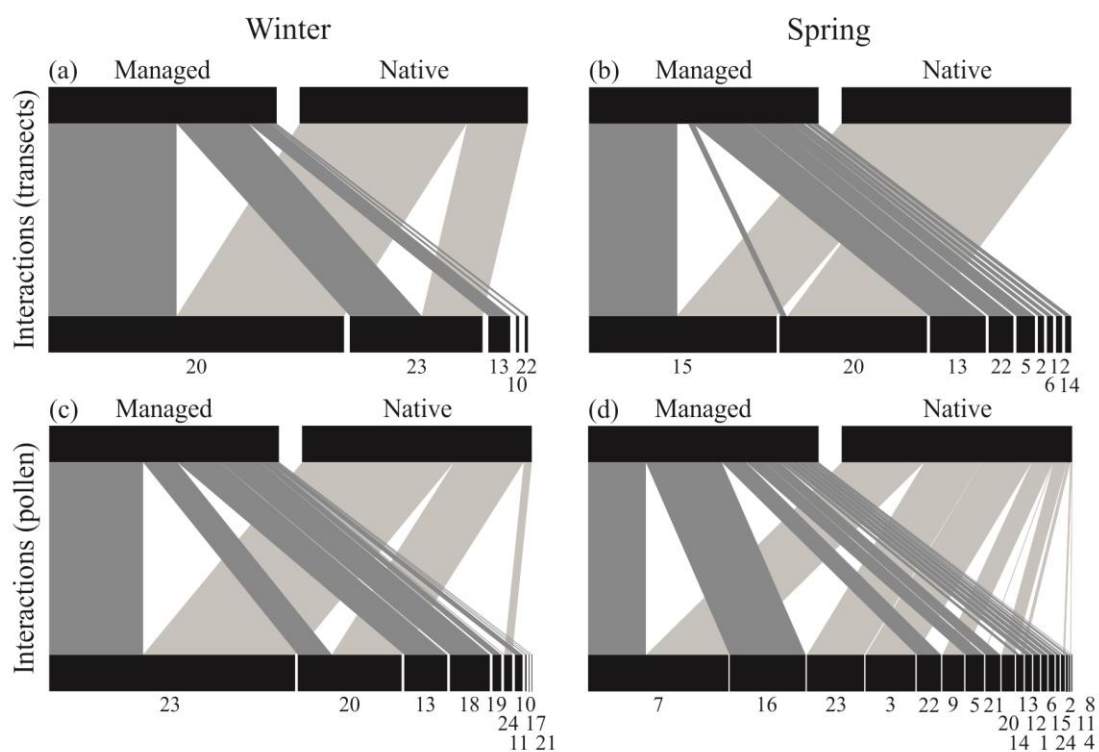 Winter
Spring
(a) Managed Native
(b) Managed Native
Interactions (transects)
20 23 13 22
10
15 20 13 22 5 2 12
6 14
(c) Managed Native
(d) Managed Native
Interactions (pollen)
23 20 13 18 19 10
24 17
11 21
7 16 23 3 22 9 5 21 13 6 2 8
20 12 15 11
14 1 24 4